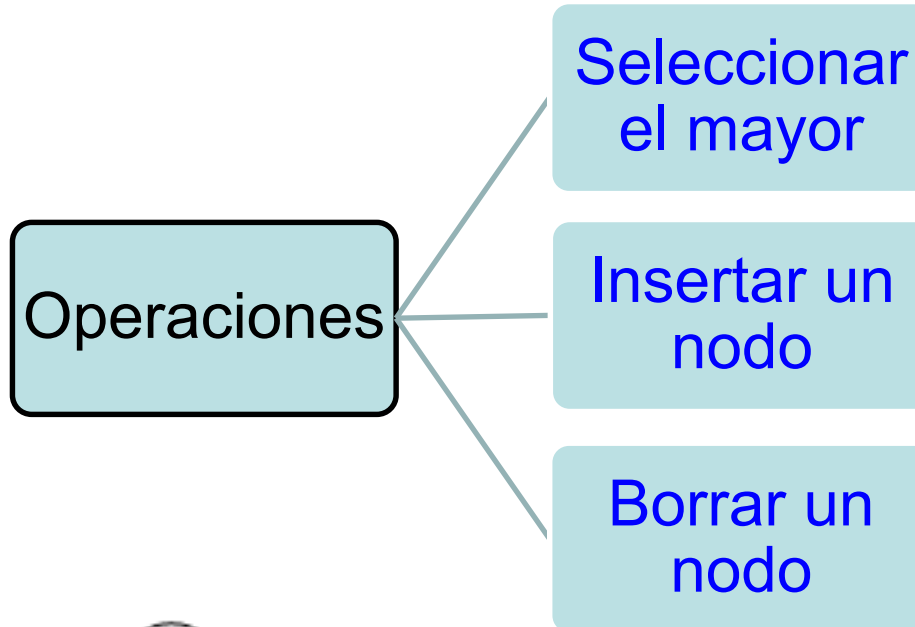 Seleccionar
el mayor
Operaciones
Insertar un
nodo
Borrar un
nodo